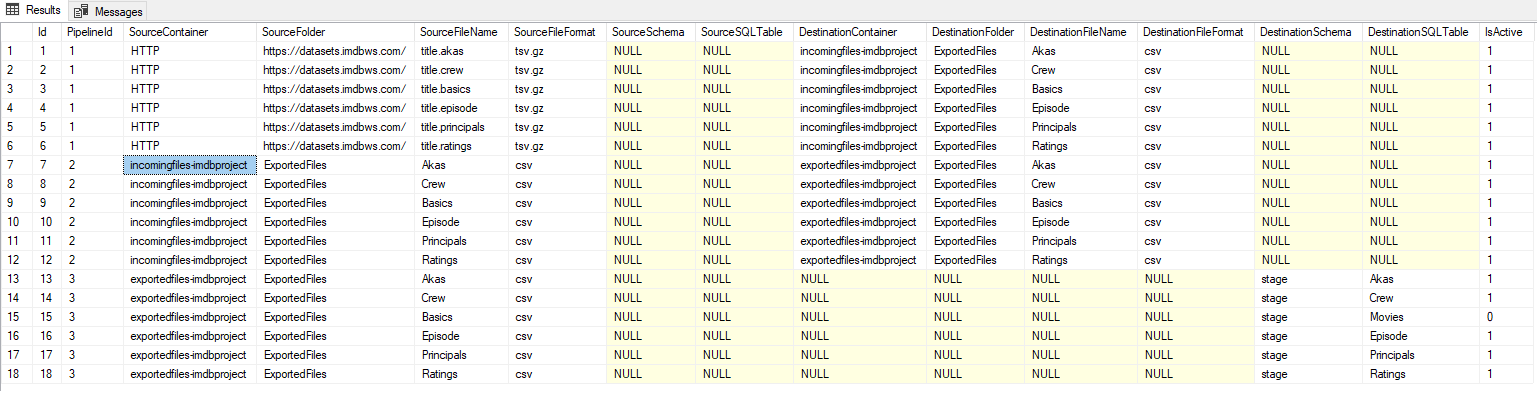 Results Messages
Id PipelineId SourceContainer SourceFolder SourceFileName SourceFileFormat SourceSchema SourceSQLTable DestinationContainer DestinationFolder DestinationFileName DestinationFileFormat DestinationSchema DestinationSQLTable IsActive
1 1 1 HTTP https://datasets.imdbws.com/ title.akas tsv.gz NULL NULL incomingfiles-imdbproject ExportedFiles Akas csv NULL NULL 1
2 2 1 HTTP https://datasets.imdbws.com/ title.crew tsv.gz NULL NULL incomingfiles-imdbproject ExportedFiles Crew csv NULL NULL 1
3 3 1 HTTP https://datasets.imdbws.com/ title.basics tsv.gz NULL NULL incomingfiles-imdbproject ExportedFiles Basics csv NULL NULL 1
4 4 1 HTTP https://datasets.imdbws.com/ title.episode tsv.gz NULL NULL incomingfiles-imdbproject ExportedFiles Episode csv NULL NULL 1
5 5 1 HTTP https://datasets.imdbws.com/ title.principals tsv.gz NULL NULL incomingfiles-imdbproject ExportedFiles Principals csv NULL NULL 1
6 6 1 HTTP https://datasets.imdbws.com/ title.ratings tsv.gz NULL NULL incomingfiles-imdbproject ExportedFiles Ratings csv NULL NULL 1
7 7 2 incomingfiles-imdbproject ExportedFiles Akas csv NULL NULL exportedfiles-imdbproject ExportedFiles Akas csv NULL NULL 1
8 8 2 incomingfiles-imdbproject ExportedFiles Crew csv NULL NULL exportedfiles-imdbproject ExportedFiles Crew csv NULL NULL 1
9 9 2 incomingfiles-imdbproject ExportedFiles Basics csv NULL NULL exportedfiles-imdbproject ExportedFiles Basics csv NULL NULL 1
10 10 2 incomingfiles-imdbproject ExportedFiles Episode csv NULL NULL exportedfiles-imdbproject ExportedFiles Episode csv NULL NULL 1
11 11 2 incomingfiles-imdbproject ExportedFiles Principals csv NULL NULL exportedfiles-imdbproject ExportedFiles Principals csv NULL NULL 1
12 12 2 incomingfiles-imdbproject ExportedFiles Ratings csv NULL NULL exportedfiles-imdbproject ExportedFiles Ratings csv NULL NULL 1
13 13 3 exportedfiles-imdbproject ExportedFiles Akas csv NULL NULL NULL NULL NULL NULL stage Akas 1
14 14 3 exportedfiles-imdbproject ExportedFiles Crew csv NULL NULL NULL NULL NULL NULL stage Crew 1
15 15 3 exportedfiles-imdbproject ExportedFiles Basics csv NULL NULL NULL NULL NULL NULL stage Movies 0
16 16 3 exportedfiles-imdbproject ExportedFiles Episode csv NULL NULL NULL NULL NULL NULL stage Episode 1
17 17 3 exportedfiles-imdbproject ExportedFiles Principals csv NULL NULL NULL NULL NULL NULL stage Principals 1
18 18 3 exportedfiles-imdbproject ExportedFiles Ratings csv NULL NULL NULL NULL NULL NULL stage Ratings 1